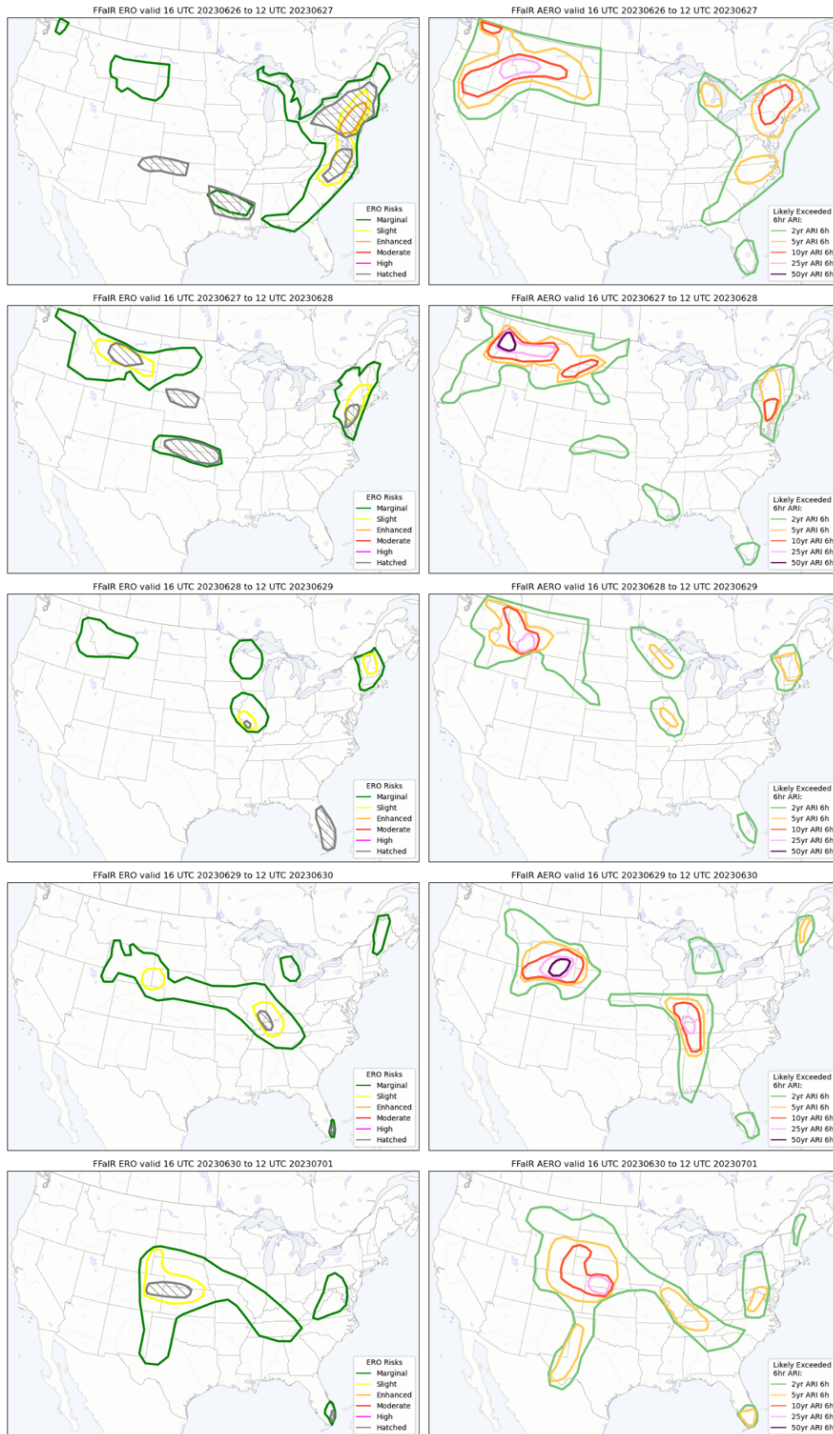 FFaIR ERO valid 16 UTC 20230626 to 12 UTC 20230627
ERO Risks
Marginal
Slight
Enhanced
Moderate
High
Hatched
FFaIR AERO valid 16 UTC 20230626 to 12 UTC 20230627
Likely Exceeded
6hr ARI:
2yr ARI 6h
5yr ARI 6h
10yr ARI 6h
25yr ARI 6h
50yr ARI 6h
FFaIR ERO valid 16 UTC 20230627 to 12 UTC 20230628
ERO Risks
Marginal
Slight
Enhanced
Moderate
High
Hatched
FFaIR AERO valid 16 UTC 20230627 to 12 UTC 20230628
Likely Exceeded
6hr ARI:
2yr ARI 6h
5yr ARI 6h
10yr ARI 6h
25yr ARI 6h
50yr ARI 6h
FFaIR ERO valid 16 UTC 20230628 to 12 UTC 20230629
ERO Risks
Marginal
Slight
Enhanced
Moderate
High
Hatched
FFaIR AERO valid 16 UTC 20230628 to 12 UTC 20230629
Likely Exceeded
6hr ARI:
2yr ARI 6h
5yr ARI 6h
10yr ARI 6h
25yr ARI 6h
50yr ARI 6h
FFaIR ERO valid 16 UTC 20230629 to 12 UTC 20230630
ERO Risks
Marginal
Slight
Enhanced
Moderate
High
Hatched
FFaIR AERO valid 16 UTC 20230629 to 12 UTC 20230630
Likely Exceeded
6hr ARI:
2yr ARI 6h
5yr ARI 6h
10yr ARI 6h
25yr ARI 6h
50yr ARI 6h
FFaIR ERO valid 16 UTC 20230630 to 12 UTC 20230701
ERO Risks
Marginal
Slight
Enhanced
Moderate
High
Hatched
FFaIR AERO valid 16 UTC 20230630 to 12 UTC 20230701
Likely Exceeded
6hr ARI:
2yr ARI 6h
5yr ARI 6h
10yr ARI 6h
25yr ARI 6h
50yr ARI 6h